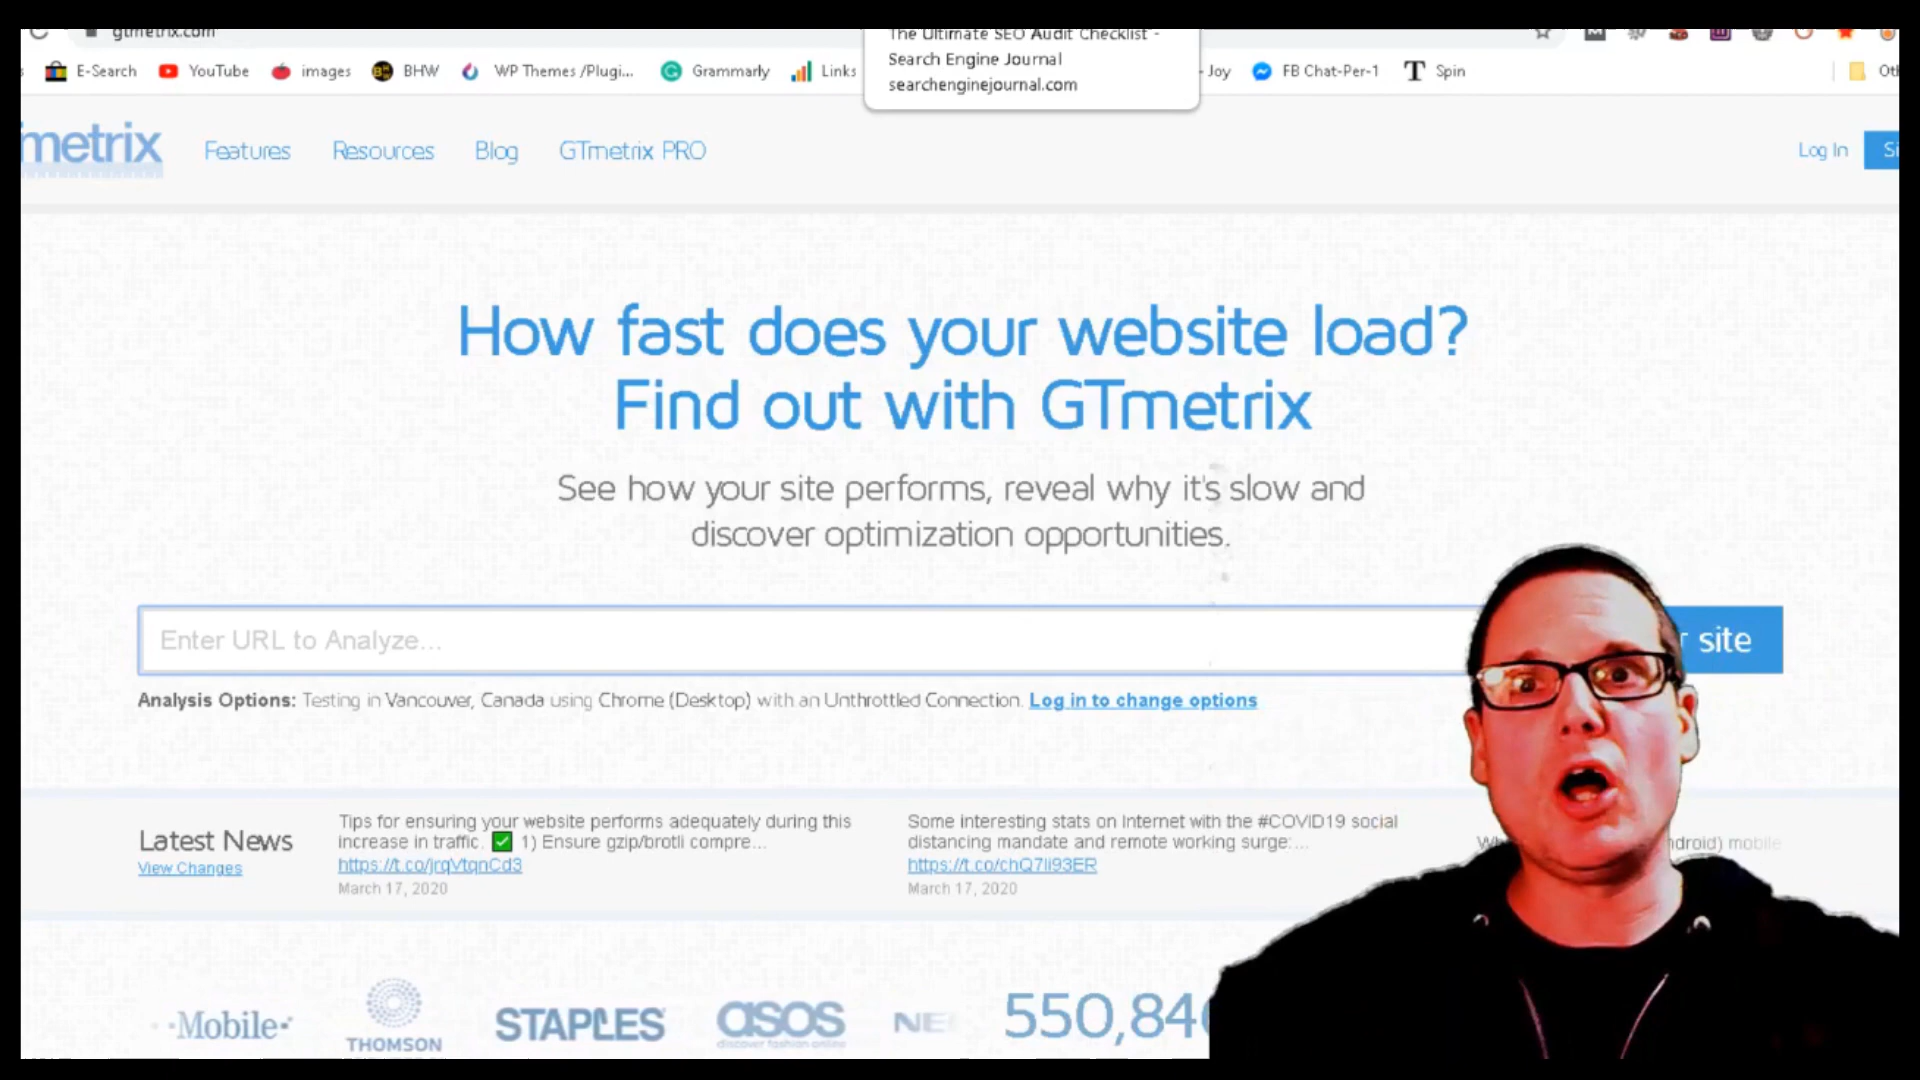 gtmetrix.com
The Ultimate SEO Audit Checklist -
Search Engine Journal
searchenginejournal.com
E-Search
YouTube
images
BHW
WP Themes /Plugi...
Grammarly
Links
- Joy
FB Chat-Per-1
Spin
metrix
Features
Resources
Blog
GTmetrix PRO
Log In
How fast does your website load?
Find out with GTmetrix
See how your site performs, reveal why it's slow and
discover optimization opportunities.
Enter URL to Analyze...
site
Analysis Options: Testing in Vancouver, Canada using Chrome (Desktop) with an Unthrottled Connection. Log in to change options
Latest News
View Changes
Tips for ensuring your website performs adequately during this
increase in traffic. ✅ 1) Ensure gzip/brotli compre...
https://t.co/jrqVtqnCd3
March 17, 2020
Some interesting stats on Internet with the #COVID19 social
distancing mandate and remote working surge:...
https://t.co/chQ7li93ER
March 17, 2020
droid) mobile
·Mobile·
THOMSON
STAPLES
asos
discover fashion online
550,84